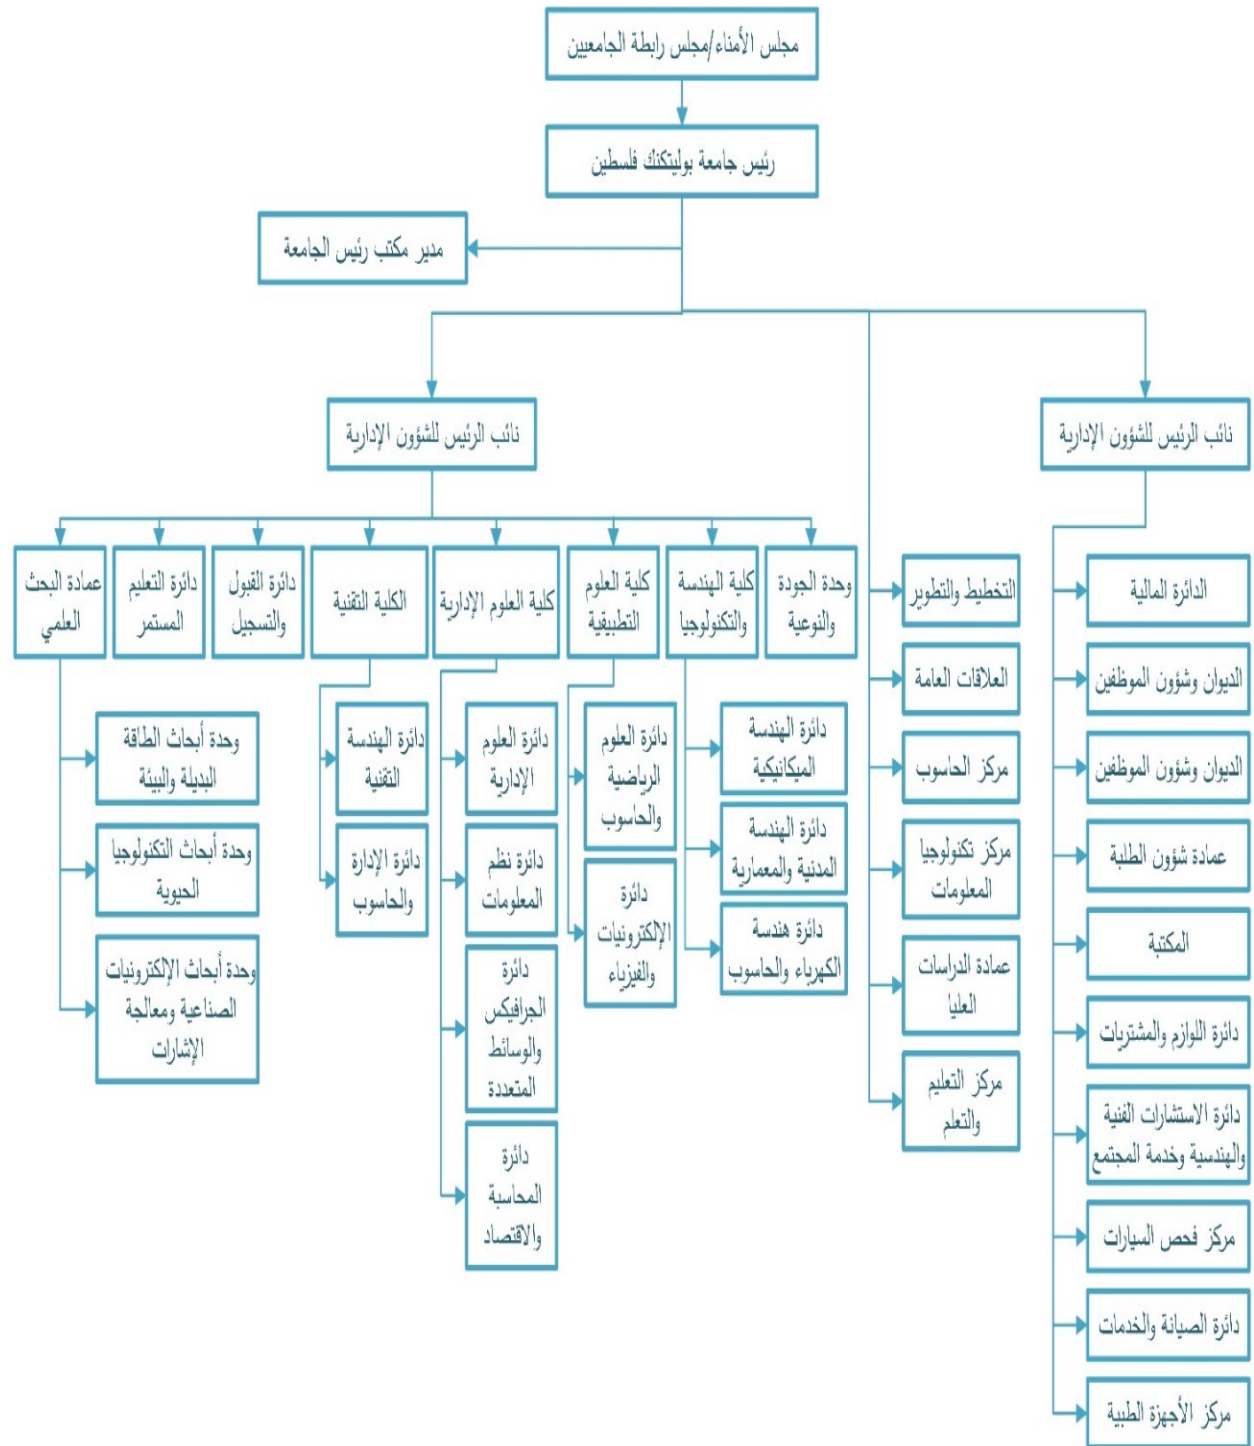 مجلس الأمناء/مجلس رابطة الجامعيين
رئيس جامعة بوليتكنك فلسطين
مدير مكتب رئيس الجامعة
نائب الرئيس للشؤون الإدارية
نائب الرئيس للشؤون الإدارية
الدائرة المالية
الديوان وشؤون الموظفين
الديوان وشؤون الموظفين
عمادة شؤون الطلبة
المكتبة
دائرة اللوازم والمشتريات
دائرة الاستشارات الفنية
والهندسية وخدمة المجتمع
مركز فحص السيارات
دائرة الصيانة والخدمات
مركز الأجهزة الطبية
التخطيط والتطوير
العلاقات العامة
مركز الحاسوب
مركز تكنولوجيا
المعلومات
عمادة الدراسات
العليا
مركز التعليم
والتعلم
وحدة الجودة
والنوعية
كلية الهندسة
والتكنولوجيا
دائرة الهندسة
الميكانيكية
دائرة الهندسة
المدنية والمعمارية
دائرة هندسة
الكهرباء والحاسوب
كلية العلوم
التطبيقية
دائرة العلوم
الرياضية
والحاسوب
دائرة
الإلكترونيات
والفيزياء
كلية العلوم الإدارية
دائرة العلوم
الإدارية
دائرة نظم
المعلومات
دائرة
الجرافيكس
والوسائط
المتعددة
دائرة
المحاسبة
والاقتصاد
الكلية التقنية
دائرة الهندسة
التقنية
دائرة الإدارة
والحاسوب
دائرة القبول
والتسجيل
دائرة التعليم
المستمر
عمادة البحث
العلمي
وحدة أبحاث الطاقة
البديلة والبيئة
وحدة أبحاث التكنولوجيا
الحيوية
وحدة أبحاث الإلكترونيات
الصناعية ومعالجة
الإشارات